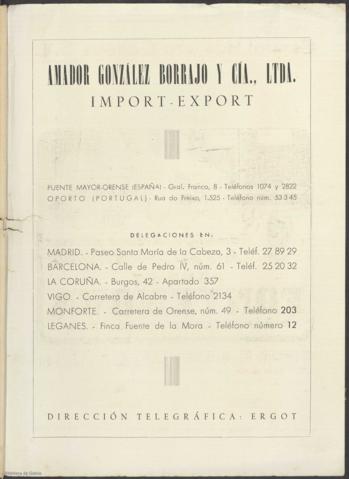 AMADOR GONZÁLEZ BORRAJO Y CÍA., LTDA.
IMPORT-EXPORT
PUENTE MAYOR-ORENSE (ESPAÑA) - Gral. Franco, 8 - Teléfonos 1074 y 2822
OPORTO (PORTUGAL) - Rua do Freixo, 1.525 - Teléfono núm. 53345
DELEGACIONES EN:
MADRID. - Paseo Santa María de la Cabeza, 3 - Teléf. 27 89 29
BARCELONA. - Calle de Pedro IV, núm. 61 - Teléf. 25 20 32
LA CORUÑA. - Burgos, 42 - Apartado 357
VIGO. - Carretera de Alcabre - Teléfono 2134
MONFORTE. - Carretera de Orense, núm. 49 - Teléfono 203
LEGANES. - Finca Fuente de la Mora - Teléfono número 12
DIRECCIÓN TELEGRÁFICA: ERGOT
Biblioteca de Galicia